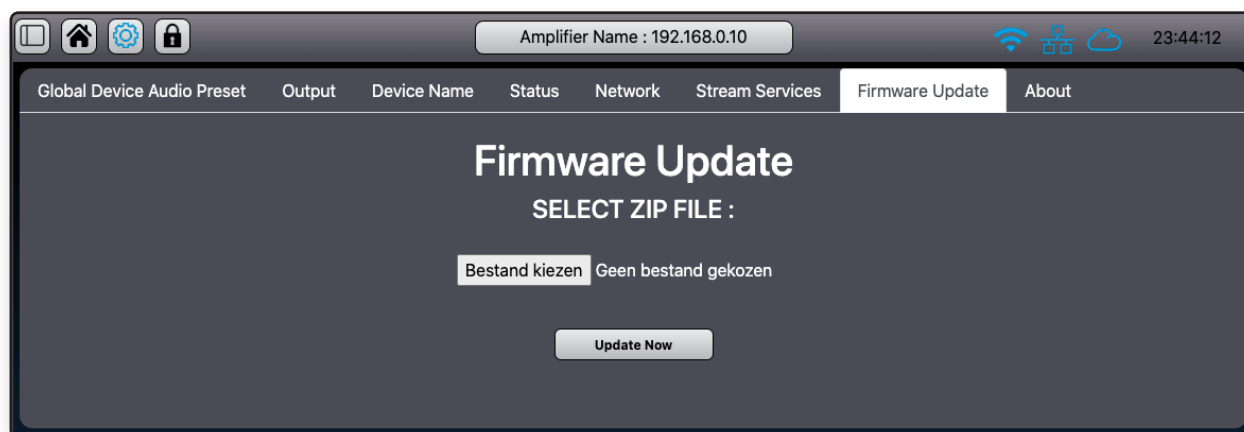 Amplifier Name : 192.168.0.10
23:44:12
Global Device Audio Preset Output Device Name Status Network Stream Services Firmware Update About
Firmware Update
SELECT ZIP FILE :
Bestand kiezen Geen bestand gekozen
Update Now